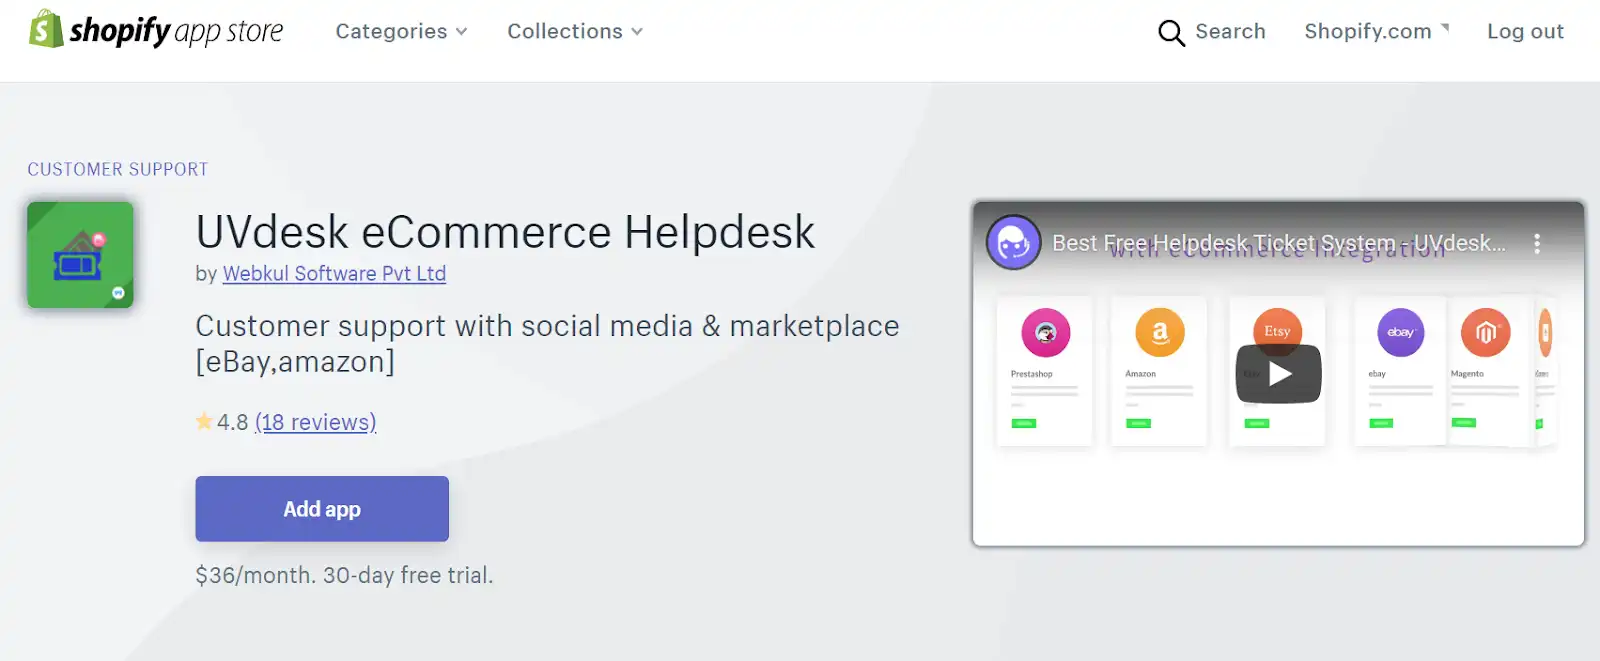 shopify app store
Categories
Collections
Search
Shopify.com
Log out
CUSTOMER SUPPORT
UVdesk eCommerce Helpdesk
by Webkul Software Pvt Ltd
Customer support with social media & marketplace
[eBay,amazon]
4.8 (18 reviews)
Add app
$36/month. 30-day free trial.
Best Free Helpdesk Ticket System - UVdesk...
with eCommerce Integration
a
Etsy
ebay
Prestashop
Amazon
ebay
Magento